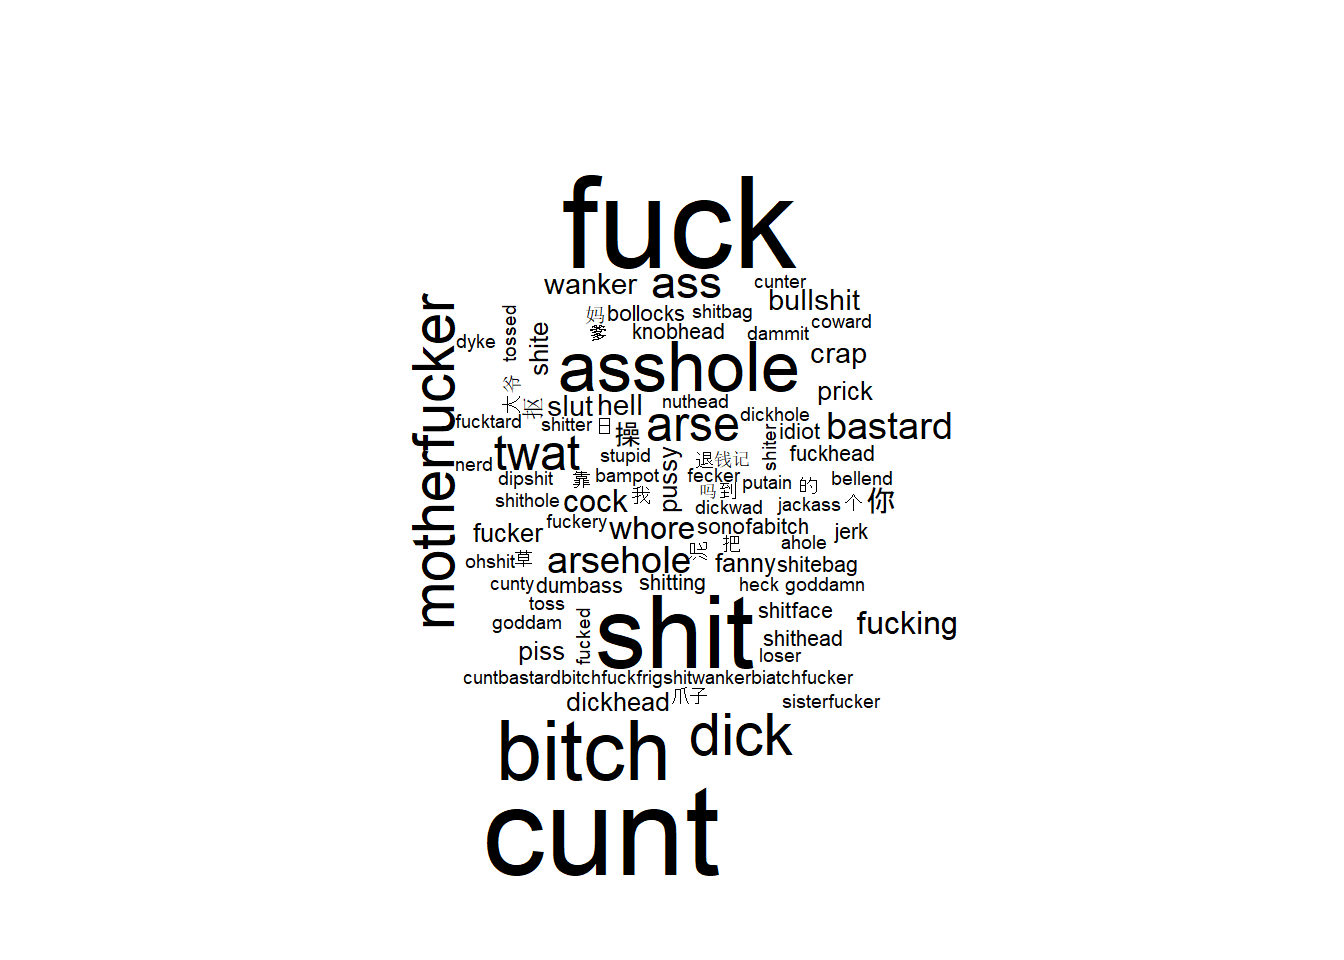 fuck
wanker
ass
cunter
bullshit
motherfucker
妈
bollocks
shitbag
coward
tossed
shite
爹
knobhead
dammit
dyke
asshole
crap
大爷
抠
slut
hell
nuthead
prick
fucktard
shitter
日
操
arse
dickhole
shiter
idiot
bastard
twat
stupid
pussy
退钱记
fuckhead
nerd
dipshit
靠
bampot
fecker
putain
的
bellend
shithole
cock
我
吗到
dickwad
jackass
个
你
fucker
fuckery
whore
sonofabitch
jerk
ohshit
草
arsehole
把
ahole
fanny
shitebag
cunty
dumbass
shitting
heck
goddamn
toss
goddam
fucked
shit
shitface
fucking
piss
shithead
loser
cuntbastardbitchfuckfrigshitwankerbiatchfucker
dickhead
爪子
sisterfucker
bitch
dick
cunt